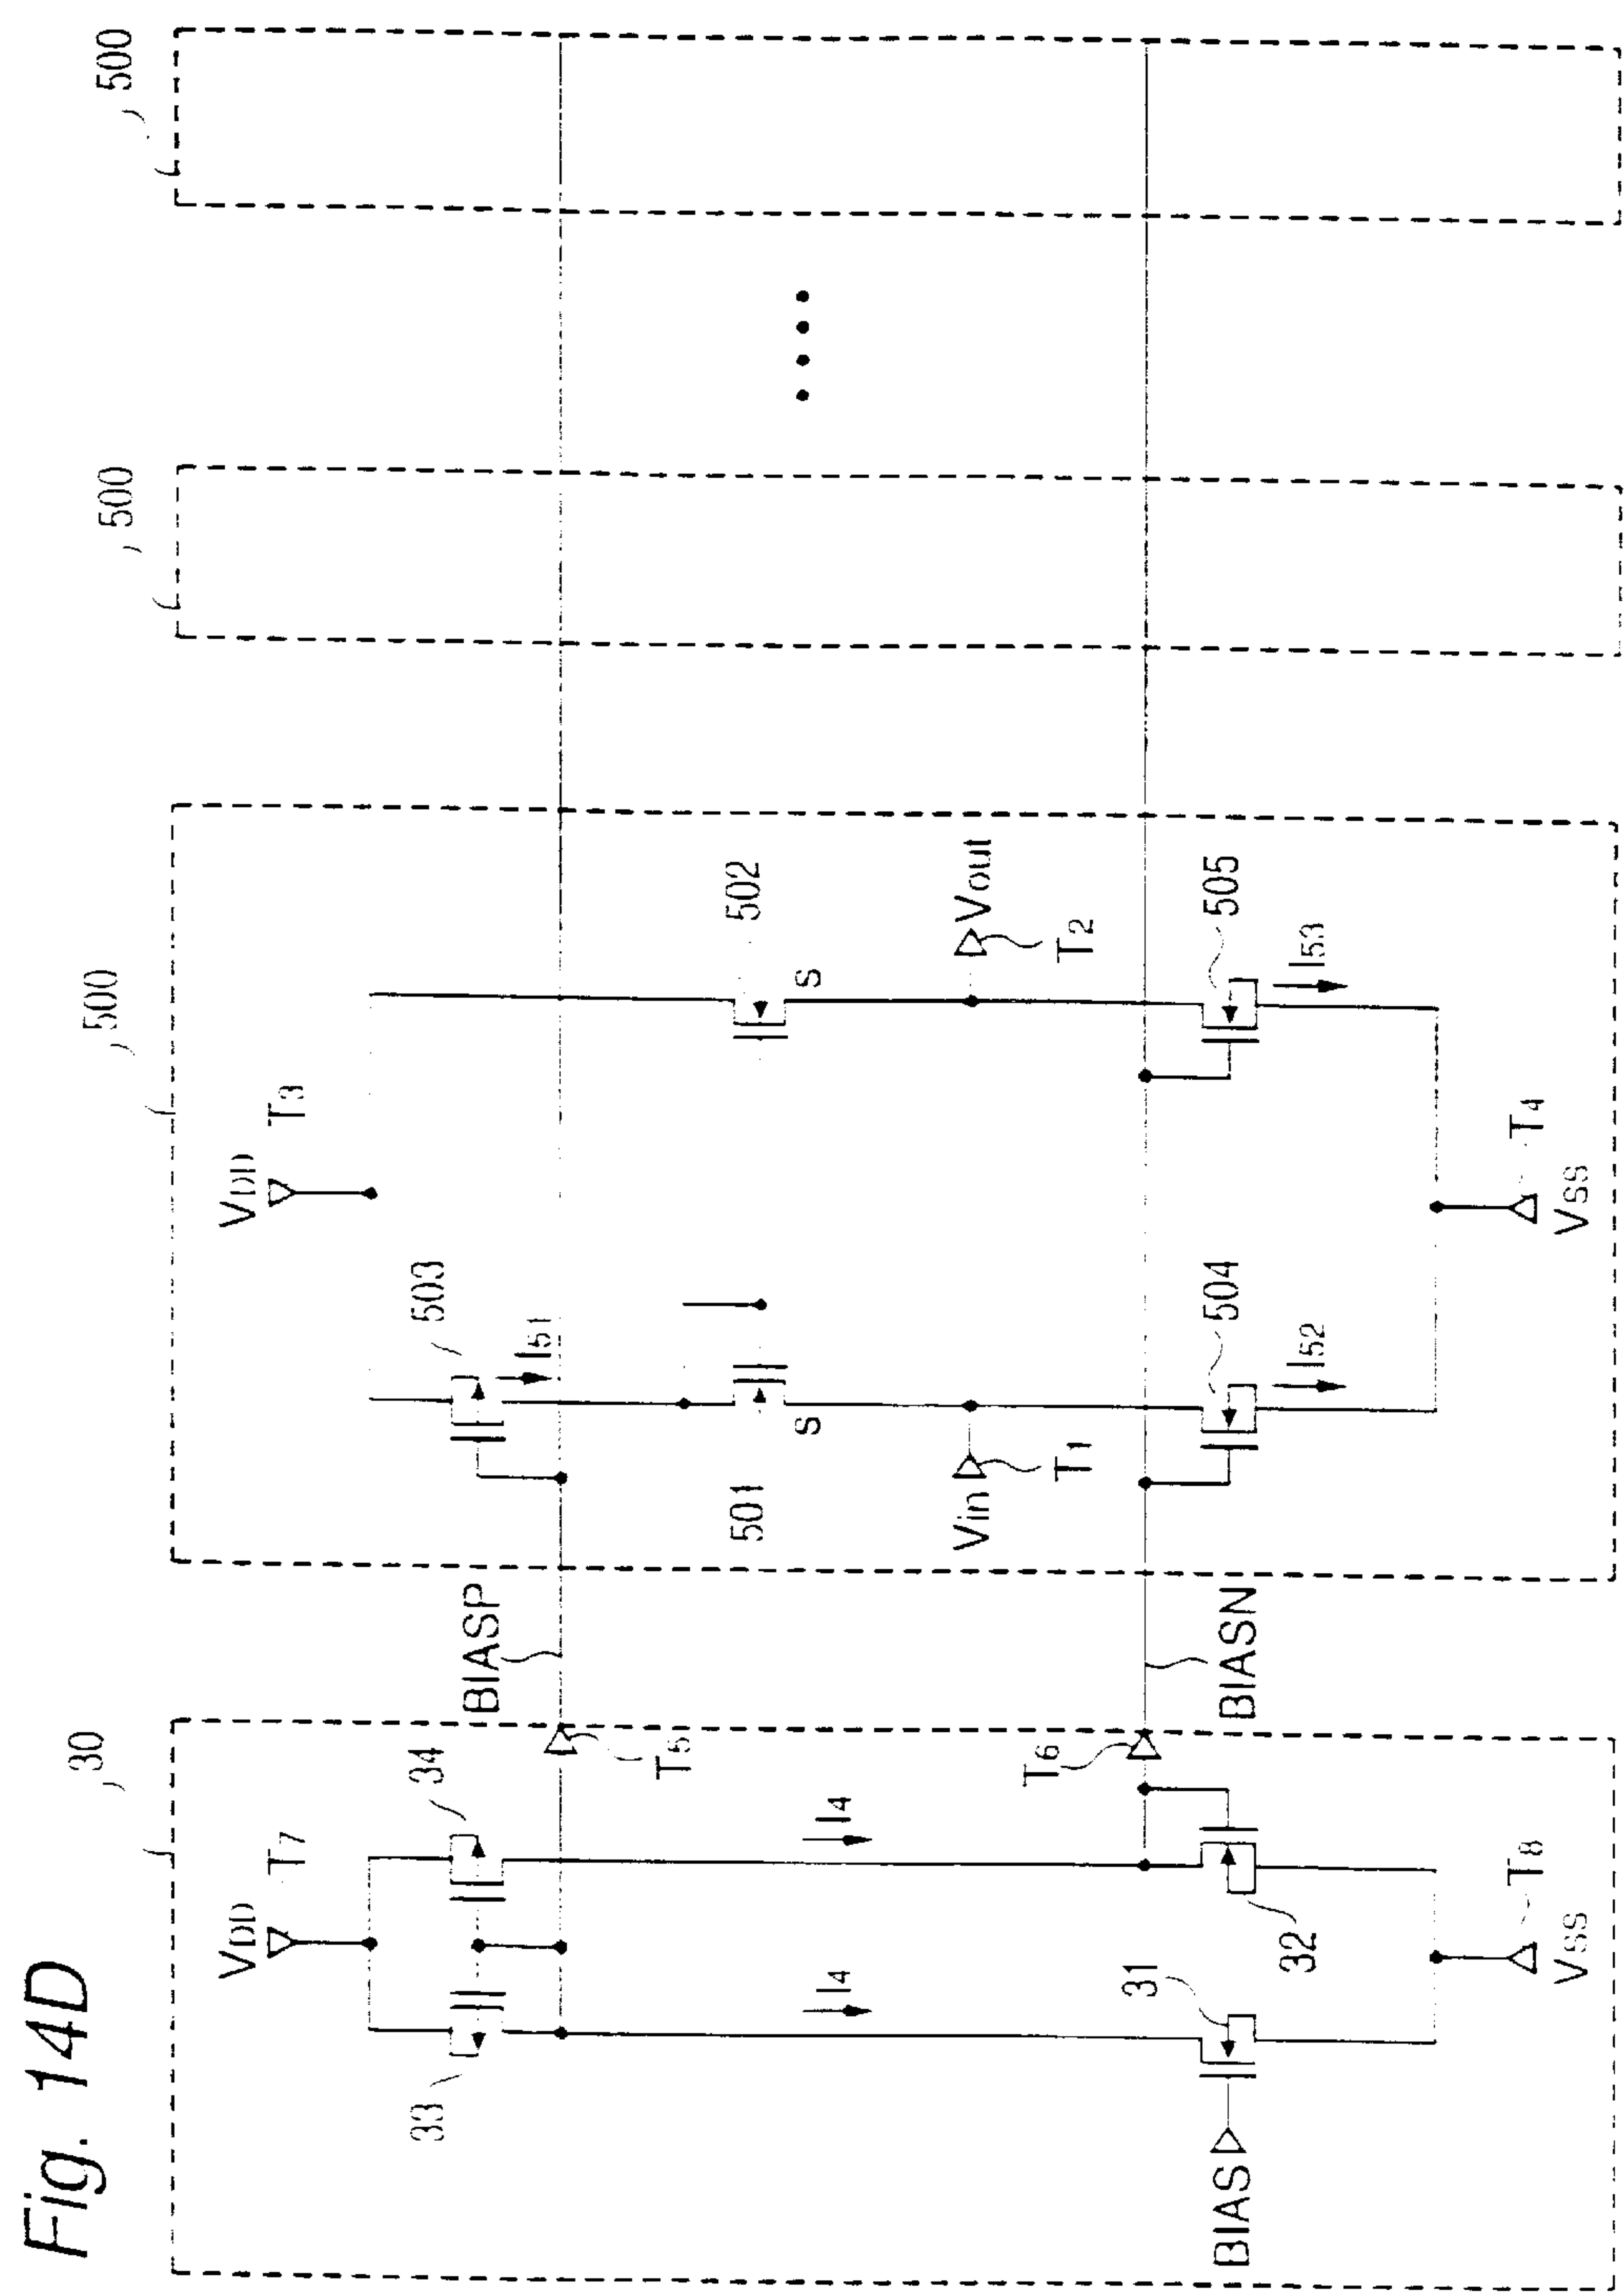 Fig. 14D
30
500
500
500
VDD
T7
VDD
T3
33
34
503
I51
BIASP
T5
501
S
502
S
I4
I4
Vin
T1
Vout
T2
T6
BIAS
31
32
BIASN
504
I52
505
I53
VSS
T8
VSS
T4